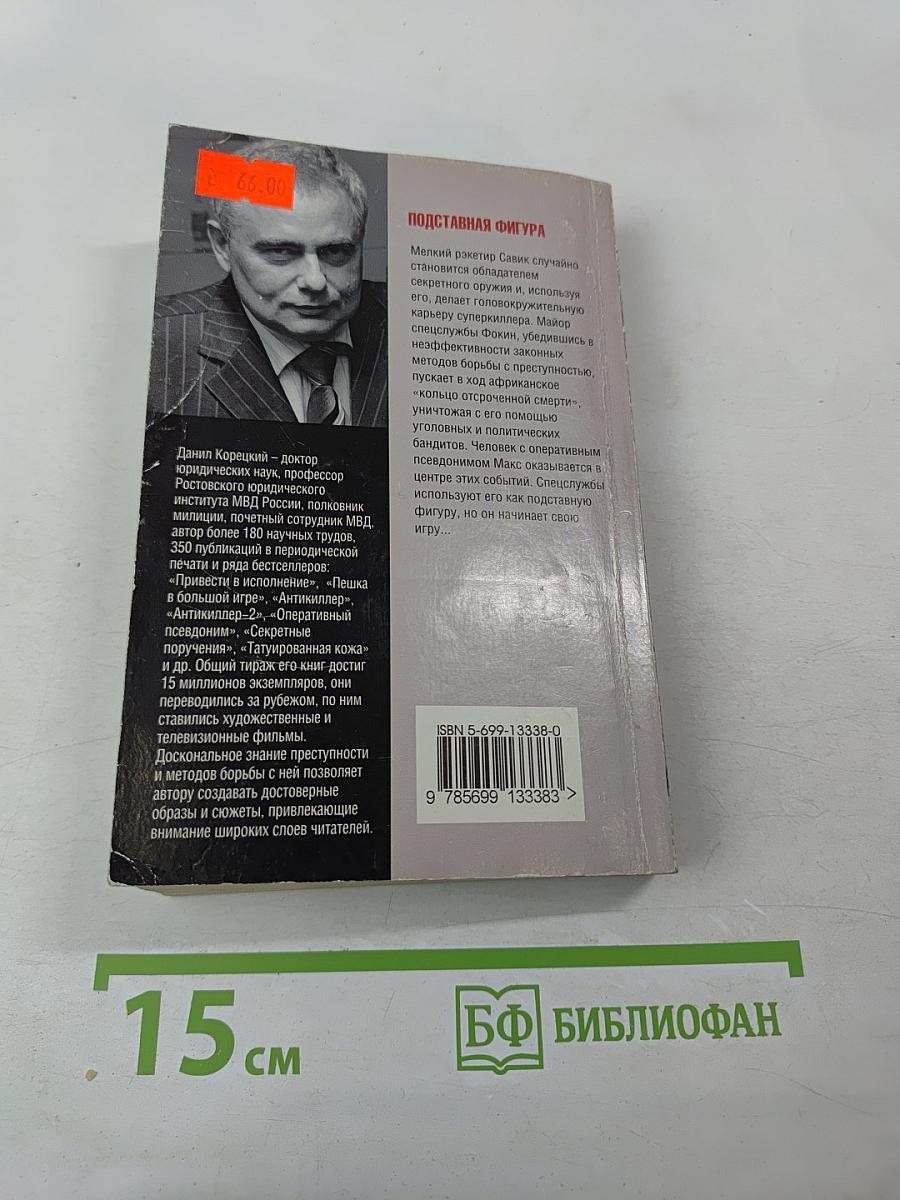 66.00
ПОДСТАВНАЯ ФИГУРА
Мелкий рэкетир Савик случайно
становится обладателем
секретного оружия и, используя
его, делает головокружительную
карьеру суперкиллера. Майор
спецслужбы Фокин, убедившись в
неэффективности законных
методов борьбы с преступностью,
пускает в ход африканское
«кольцо отсроченной смерти»,
уничтожая с его помощью
уголовных и политических
бандитов. Человек с оперативным
псевдонимом Макс оказывается в
центре этих событий. Спецслужбы
используют его как подставную
фигуру, но он начинает свою
игру...
Данил Корецкий – доктор
юридических наук, профессор
Ростовского юридического
института МВД России, полковник
милиции, почетный сотрудник МВД,
автор более 180 научных трудов,
350 публикаций в периодической
печати и ряда бестселлеров:
«Привести в исполнение», «Пешка
в большой игре», «Антикиллер»,
«Антикиллер–2», «Оперативный
псевдоним», «Секретные
поручения», «Татуированная кожа»
и др. Общий тираж его книг достиг
15 миллионов экземпляров, они
переводились за рубежом, по ним
ставились художественные и
телевизионные фильмы.
Доскональное знание преступности
и методов борьбы с ней позволяет
автору создавать достоверные
образы и сюжеты, привлекающие
внимание широких слоев читателей.
ISBN 5-699-13338-0
9 785699 133383 >
15 см
БФ БИБЛИОФАН